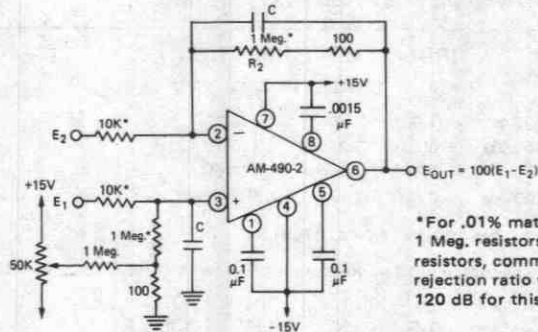 C
1 Meg.*
100
R2
+15V
.0015
µF
7
8
E2
10K*
2
−
AM-490-2
6
EOUT = 100(E1-E2)
+15V
E1
10K*
3
+
5
1
4
1 Meg.*
C
50K
1 Meg.
100
0.1
µF
0.1
µF
-15V
*For .01% mat
1 Meg. resistors
resistors, comm
rejection ratio
120 dB for this